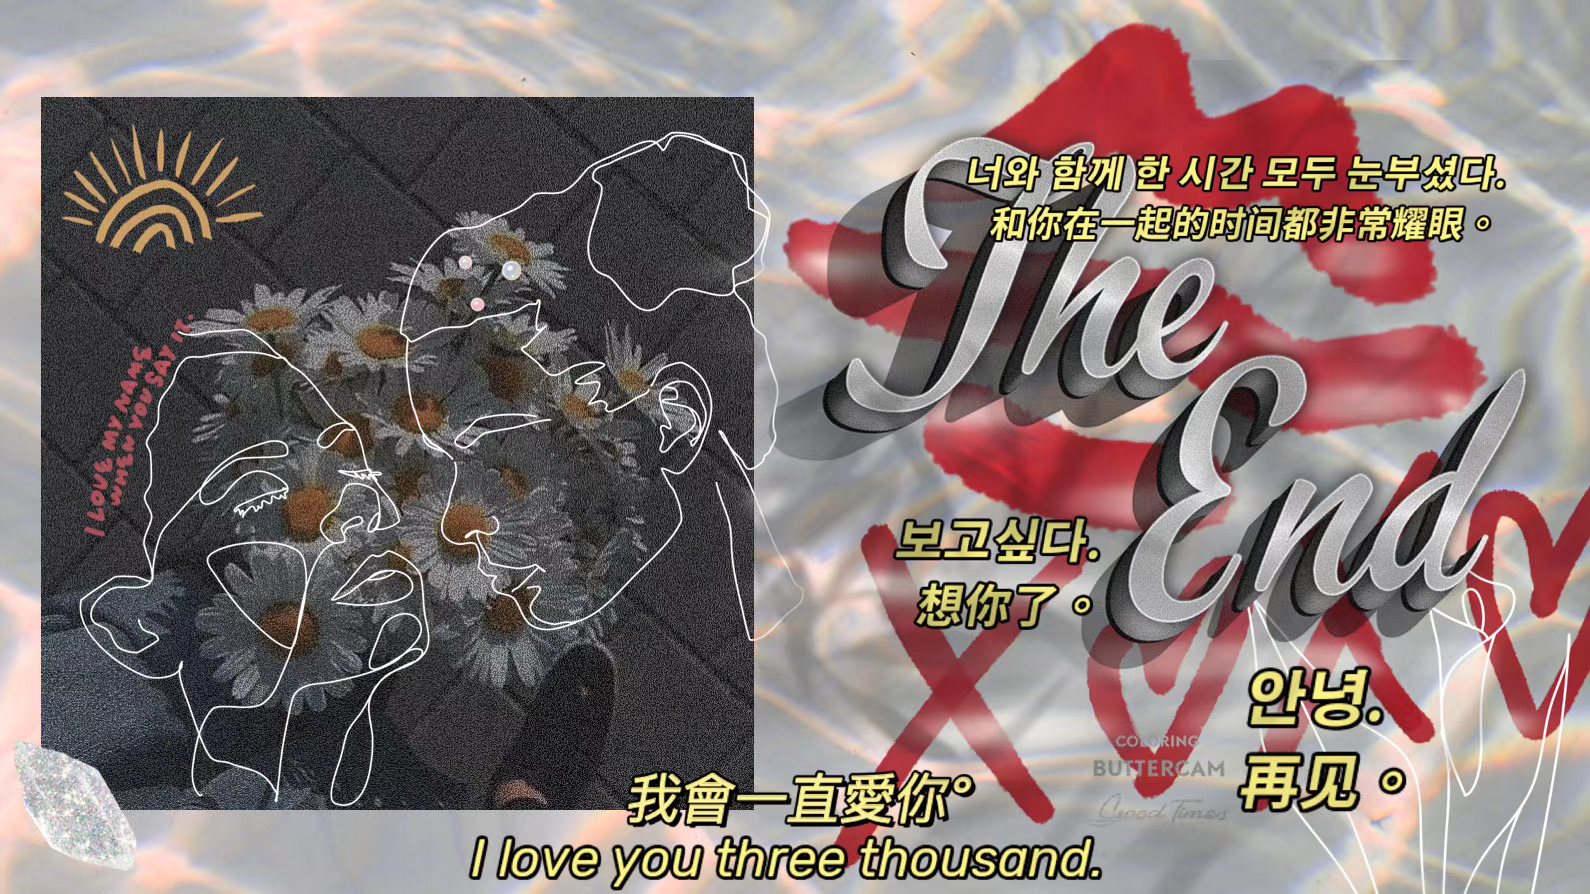 I LOVE MY NAME
WHEN YOU SAY IT.
The
End
너와 함께 한 시간 모두 눈부셨다.
和你在一起的时间都非常耀眼。
보고싶다.
想你了。
안녕.
再见。
XOXO
COLORING
BUTTERCAM
Good Times
我會一直愛你°
I love you three thousand.